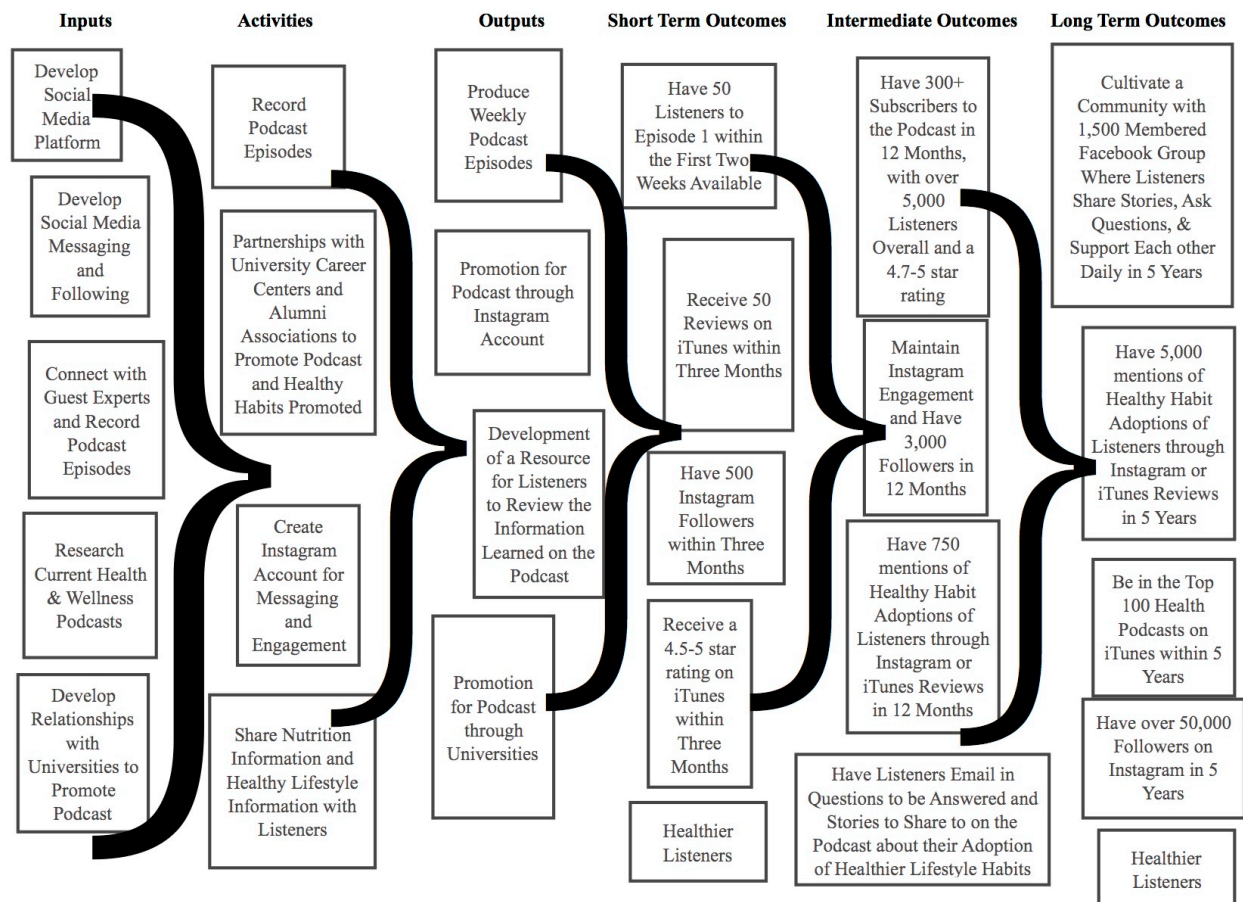 Inputs
Develop
Social
Media
Platform
Develop
Social Media
Messaging
and
Following
Connect with
Guest Experts
and Record
Podcast
Episodes
Research
Current Health
& Wellness
Podcasts
Develop
Relationships
with
Universities to
Promote
Podcast
Activities
Record
Podcast
Episodes
Partnerships with
University Career
Centers and
Alumni
Associations to
Promote Podcast
and Healthy
Habits Promoted
Create
Instagram
Account for
Messaging
and
Engagement
Share Nutrition
Information and
Healthy Lifestyle
Information with
Listeners
Outputs
Produce
Weekly
Podcast
Episodes
Promotion for
Podcast through
Instagram
Account
Development
of a Resource
for Listeners
to Review the
Information
Learned on the
Podcast
Promotion
for Podcast
through
Universities
Short Term Outcomes
Have 50
Listeners to
Episode 1 within
the First Two
Weeks Available
Receive 50
Reviews on
iTunes within
Three Months
Have 500
Instagram
Followers
within Three
Months
Receive a
4.5-5 star
rating on
iTunes
within
Three
Months
Healthier
Listeners
Intermediate Outcomes
Have 300+
Subscribers to
the Podcast in
12 Months,
with over
5,000
Listeners
Overall and a
4.7-5 star
rating
Maintain
Instagram
Engagement
and Have
3,000
Followers in
12 Months
Have 750
mentions of
Healthy Habit
Adoptions of
Listeners through
Instagram or
iTunes Reviews
in 12 Months
Have Listeners Email in
Questions to be Answered and
Stories to Share to on the
Podcast about their Adoption
of Healthier Lifestyle Habits
Long Term Outcomes
Cultivate a
Community with
1,500 Membered
Facebook Group
Where Listeners
Share Stories, Ask
Questions, &
Support Each other
Daily in 5 Years
Have 5,000
mentions of
Healthy Habit
Adoptions of
Listeners through
Instagram or
iTunes Reviews
in 5 Years
Be in the Top
100 Health
Podcasts on
iTunes within 5
Years
Have over 50,000
Followers on
Instagram in 5
Years
Healthier
Listeners